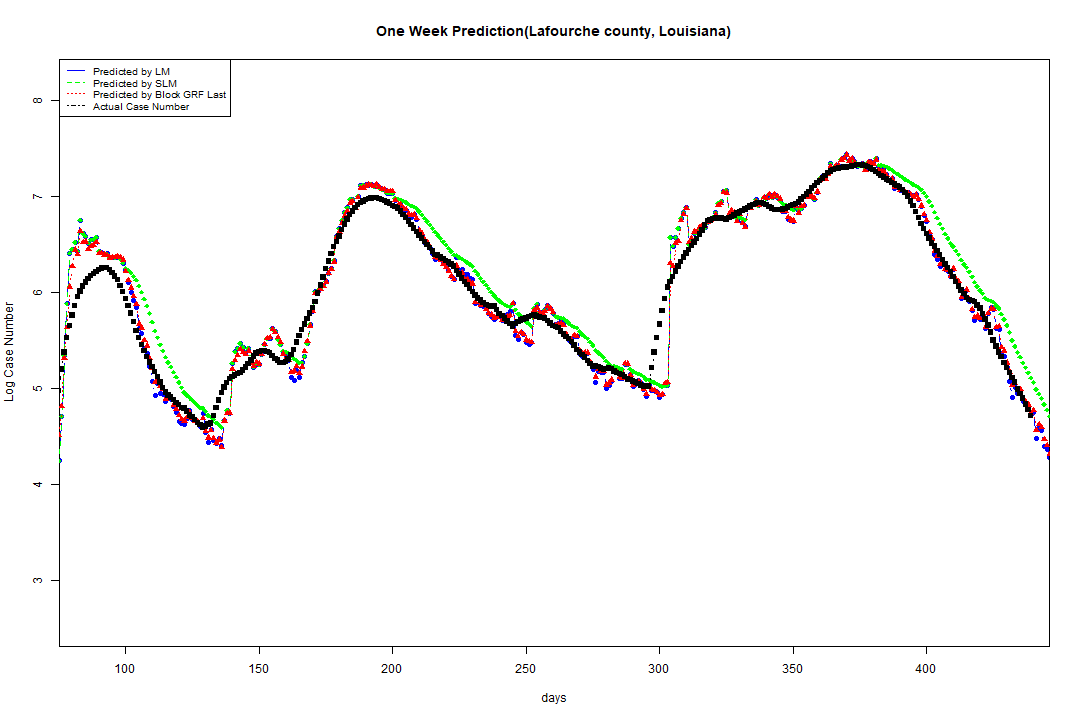 One Week Prediction(Lafourche county, Louisiana)
Predicted by LM
Predicted by SLM
Predicted by Block GRF Last
Actual Case Number
8
7
6
5
4
3
Log Case Number
100 150 200 250 300 350 400
days